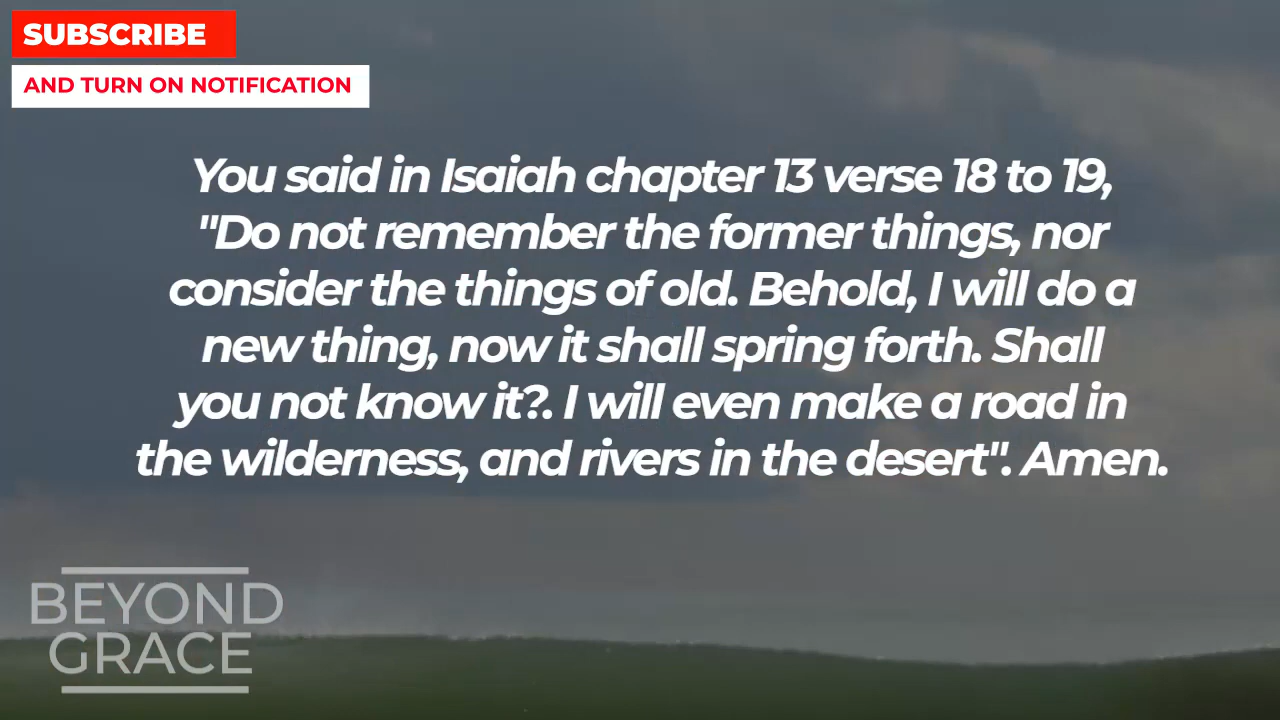 SUBSCRIBE
AND TURN ON NOTIFICATION
You said in Isaiah chapter 13 verse 18 to 19,
"Do not remember the former things, nor
consider the things of old. Behold, I will do a
new thing, now it shall spring forth. Shall
you not know it?. I will even make a road in
the wilderness, and rivers in the desert". Amen.
BEYOND
GRACE